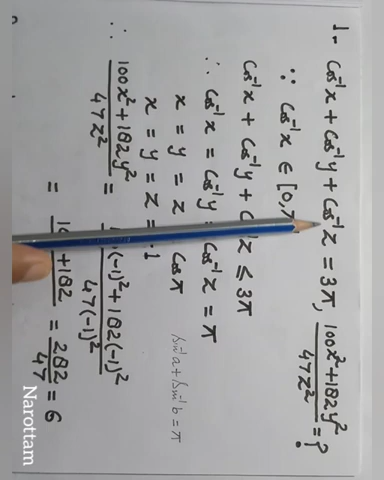 1- Cos⁻¹x + Cos⁻¹y + Cos⁻¹z = 3π, (100x² + 182y²)/(47z²) = ?
∵ Cos⁻¹x ∈ [0,
Cos⁻¹x + Cos⁻¹y + C z ≤ 3π
∴ Cos⁻¹x = Cos⁻¹y Cos⁻¹x = π
x = y = z Cosπ
sin⁻¹a + sin⁻¹b = π
x = y = z = 1
∴ (100x² + 182y²)/(47z²) = (-1)² + 182(-1)²/47(-1)²
= + 182 = 282/47 = 6
Narottam